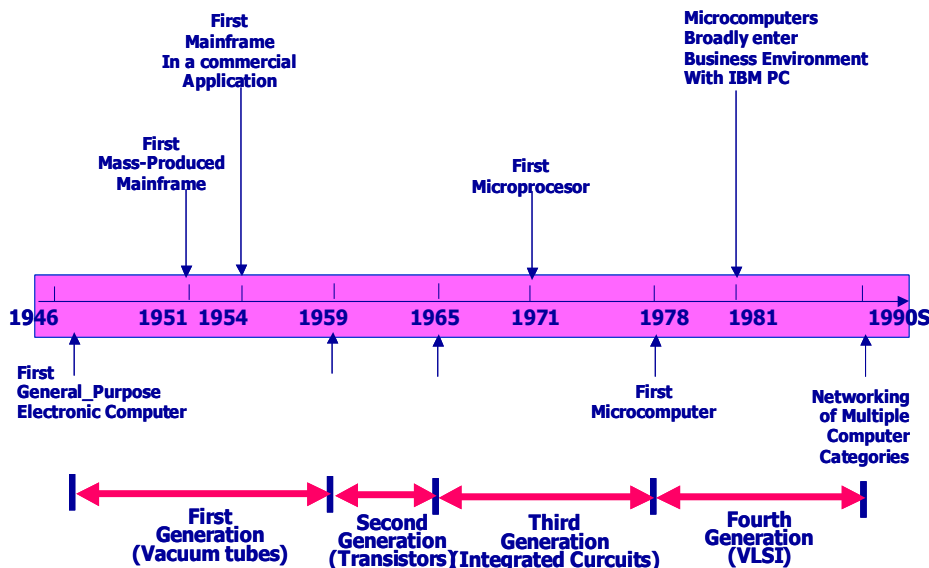 First
Mainframe
In a commercial
Application
Microcomputers
Broadly enter
Business Environment
With IBM PC
First
Mass-Produced
Mainframe
First
Microprocesor
1946 1951 1954 1959 1965 1971 1978 1981 1990S
First
General_Purpose
Electronic Computer
First
Microcomputer
Networking
of Multiple
Computer
Categories
First
Generation
(Vacuum tubes)
Second
Generation
(Transistors)
Third
Generation
(Integrated Curcuits)
Fourth
Generation
(VLSI)